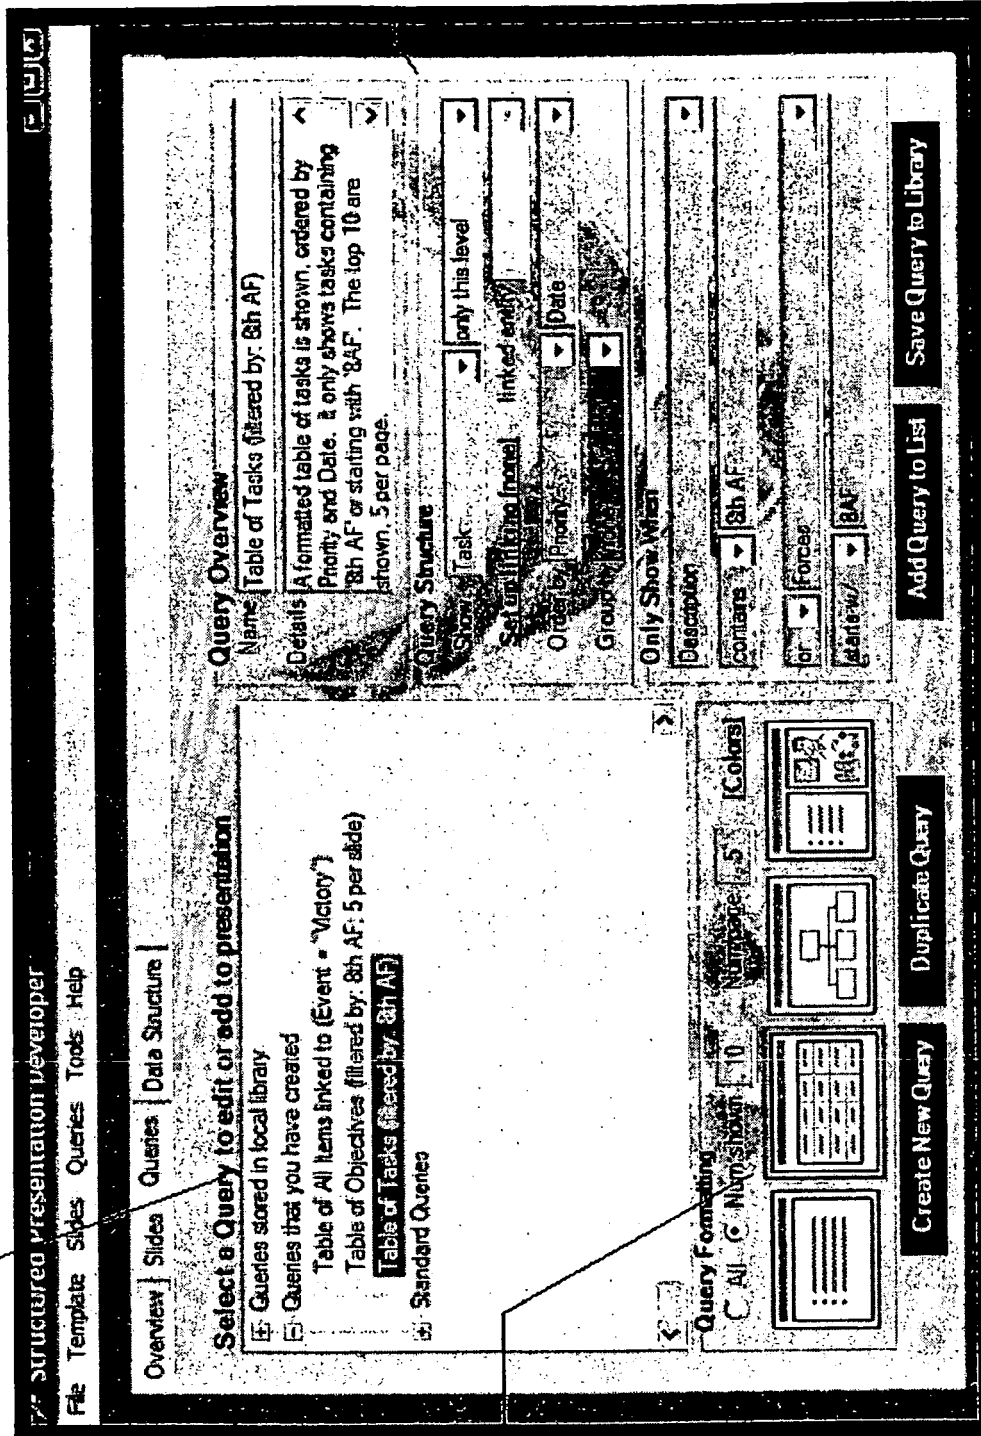 Structured Presentation Developer
File Template Slides Queries Tools Help
Overview Slides Queries Data Structure
Select a Query to edit or add to presentation
Queries stored in local library
Queries that you have created
Table of All Items linked to (Event = "Victory")
Table of Objectives (filtered by: 8th AF; 5 per slide)
Table of Tasks (filtered by: 8th AF)
Standard Queries
Query Formatting
All Num shown 10 Num/page 5 [Colors]
Create New Query Duplicate Query
Query Overview
Name Table of Tasks (filtered by: 8th AF)
Details A formatted table of tasks is shown, ordered by
Priority and Date. It only shows tasks containing
'8th AF' or starting with '8AF'. The top 10 are
shown, 5 per page.
Query Structure
Show Task only this level
Set up linking [none] linked entity
Order by Priority Date
Group by
Only Show When
Description
contains 8h AF
or Forces
starts w/ 8AF
Add Query to List Save Query to Library